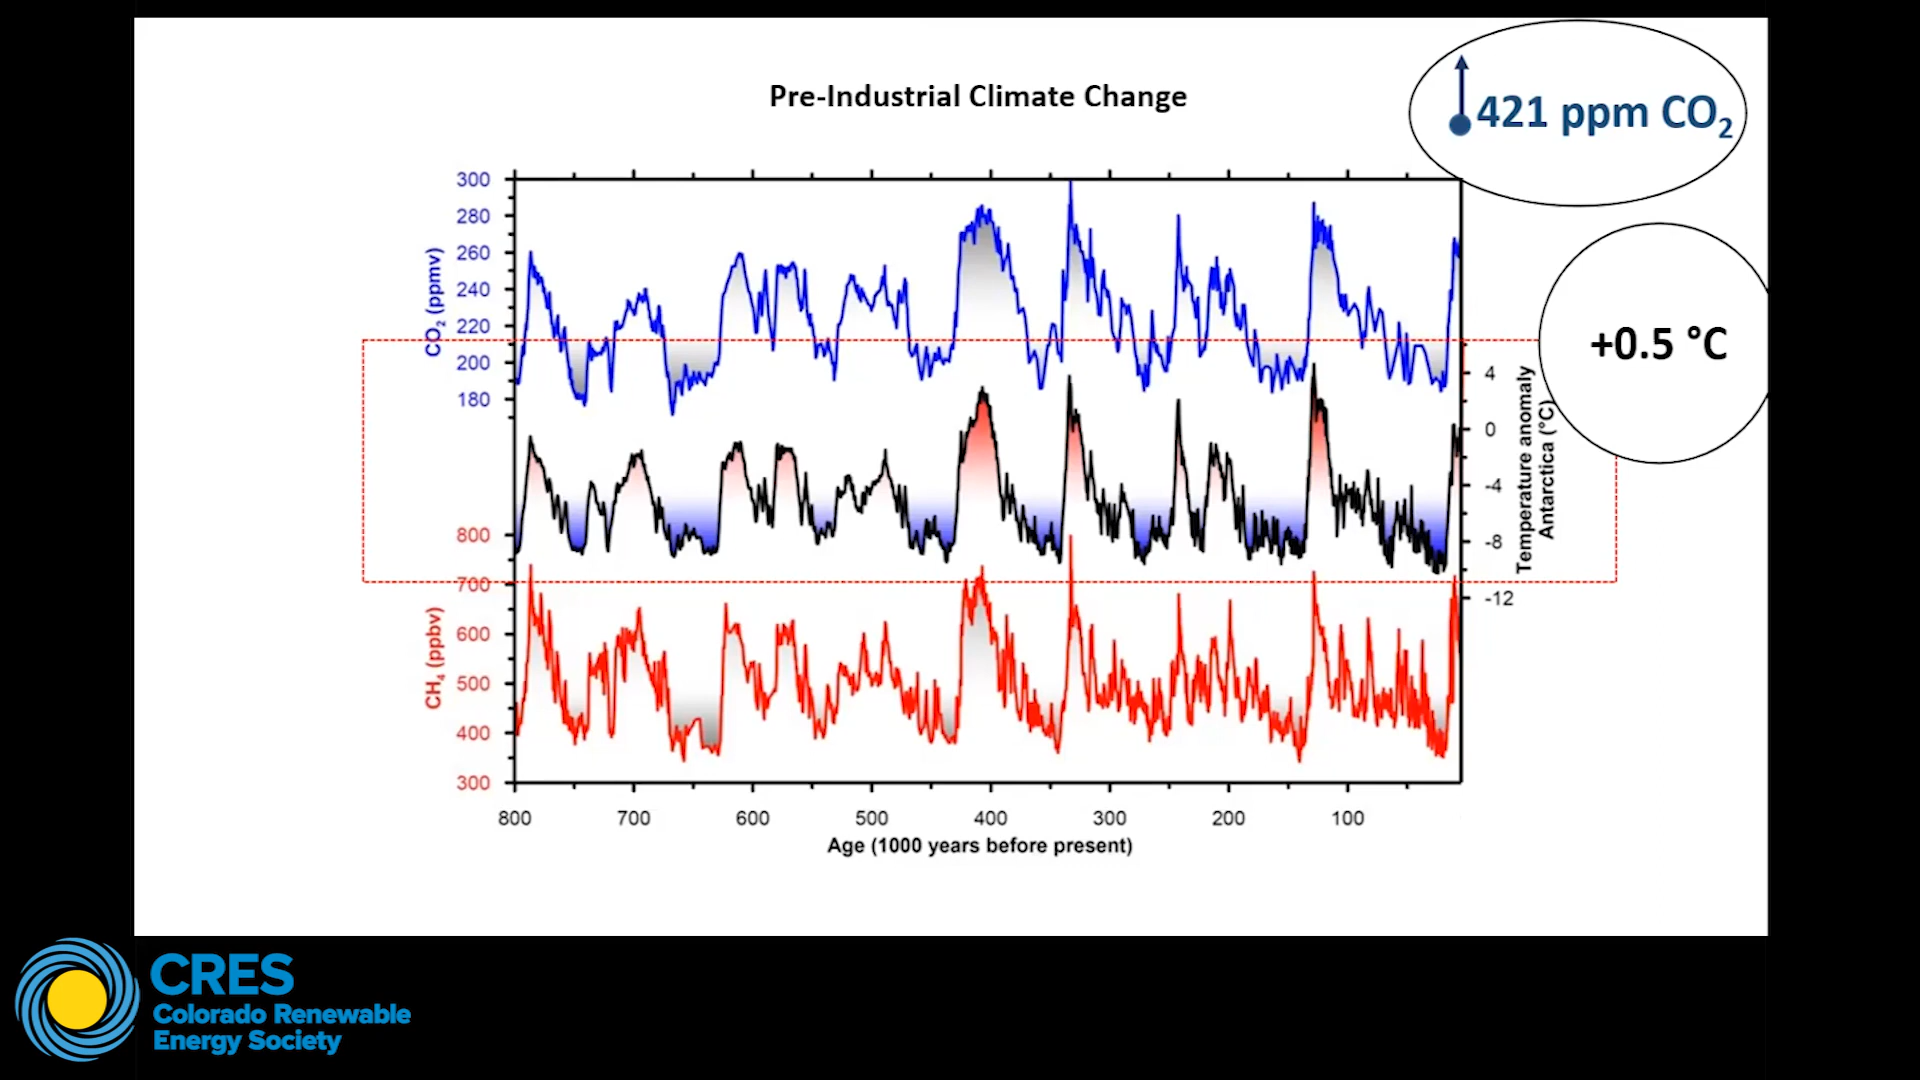 Pre-Industrial Climate Change
421 ppm CO₂
+0.5 °C
CO₂ (ppmv)
300
280
260
240
220
200
180
4
0
-4
-8
-12
Temperature anomaly
Antarctica (°C)
CH₄ (ppbv)
800
700
600
500
400
300
800 700 600 500 400 300 200 100
Age (1000 years before present)
CRES
Colorado Renewable
Energy Society